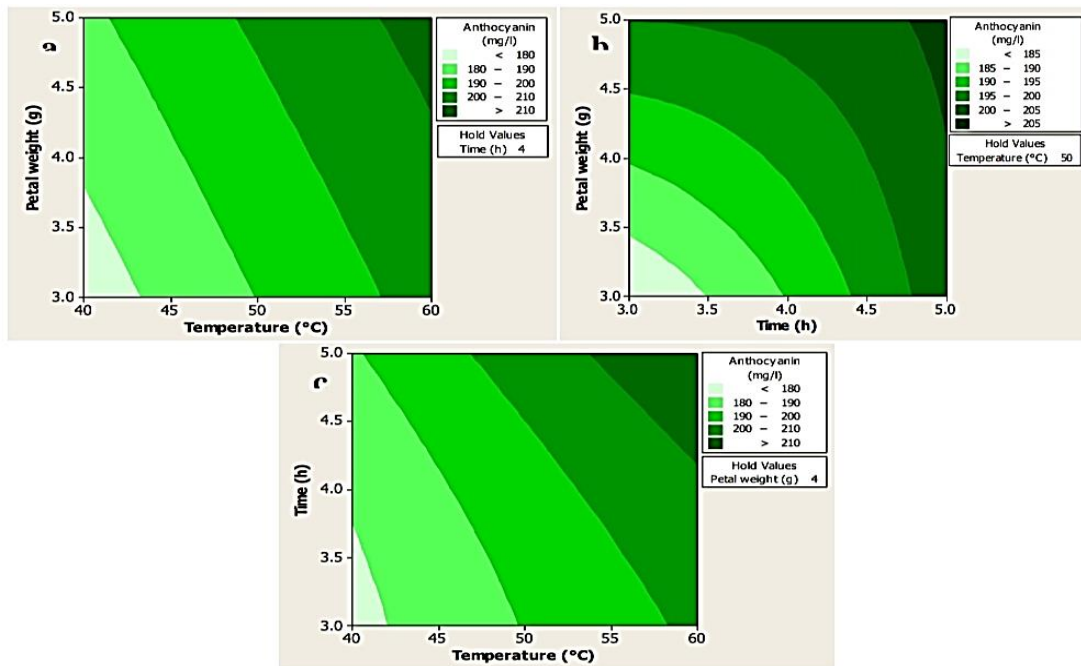 a
5.0
4.5
4.0
3.5
3.0
Petal weight (g)
40 45 50 55 60
Temperature (°C)
Anthocyanin
(mg/l)
< 180
180 – 190
190 – 200
200 – 210
> 210
Hold Values
Time (h) 4
b
5.0
4.5
4.0
3.5
3.0
Petal weight (g)
3.0 3.5 4.0 4.5 5.0
Time (h)
Anthocyanin
(mg/l)
< 185
185 – 190
190 – 195
195 – 200
200 – 205
> 205
Hold Values
Temperature (°C) 50
c
5.0
4.5
4.0
3.5
3.0
Time (h)
40 45 50 55 60
Temperature (°C)
Anthocyanin
(mg/l)
< 180
180 – 190
190 – 200
200 – 210
> 210
Hold Values
Petal weight (g) 4